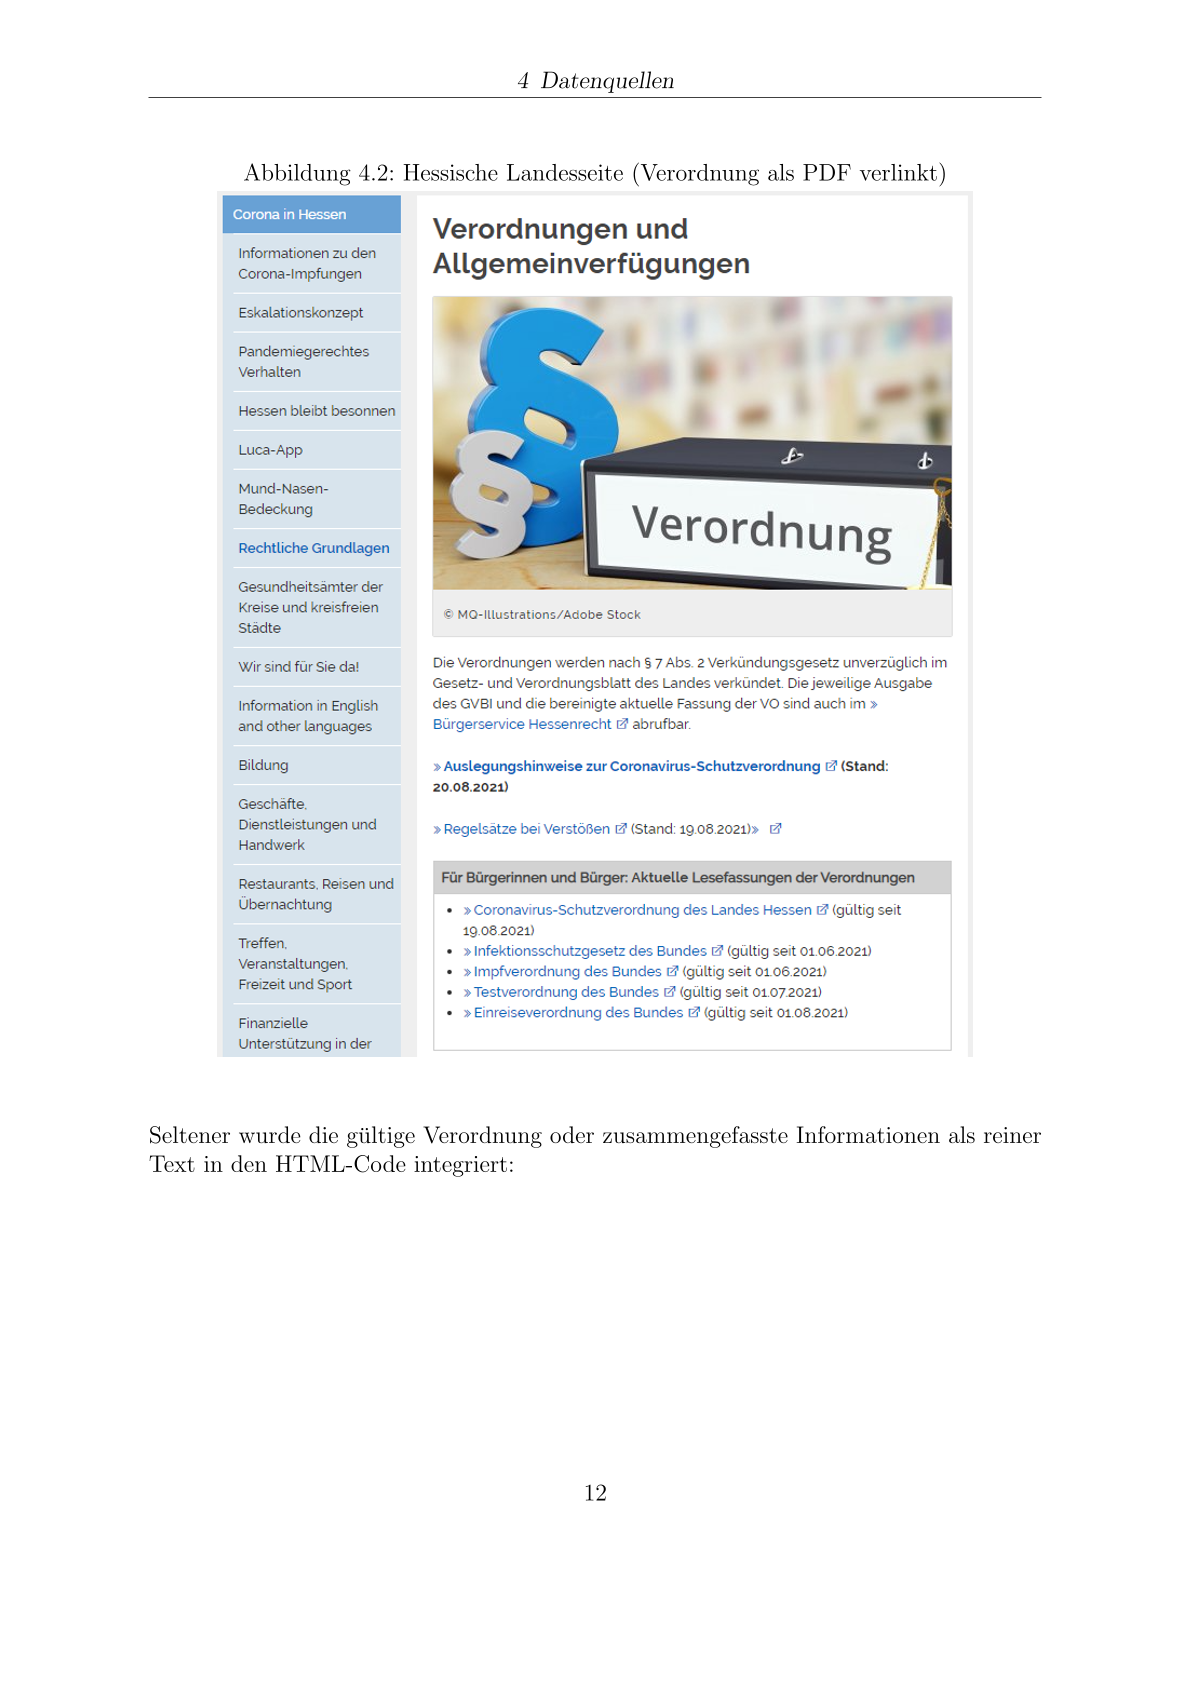 4 Datenquellen
Abbildung 4.2: Hessische Landesseite (Verordnung als PDF verlinkt)
Corona in Hessen
Informationen zu den
Corona-Impfungen
Eskalationskonzept
Pandemiegerechtes
Verhalten
Hessen bleibt besonnen
Luca-App
Mund-Nasen-
Bedeckung
Rechtliche Grundlagen
Gesundheitsämter der
Kreise und kreisfreien
Städte
Wir sind für Sie da!
Information in English
and other languages
Bildung
Geschäfte,
Dienstleistungen und
Handwerk
Restaurants, Reisen und
Übernachtung
Treffen,
Veranstaltungen,
Freizeit und Sport
Finanzielle
Unterstützung in der
Verordnungen und
Allgemeinverfügungen
Verordnung
© MQ-Illustrations/Adobe Stock
Die Verordnungen werden nach § 7 Abs. 2 Verkündungsgesetz unverzüglich im
Gesetz- und Verordnungsblatt des Landes verkündet. Die jeweilige Ausgabe
des GVBl und die bereinigte aktuelle Fassung der VO sind auch im »
Bürgerservice Hessenrecht abrufbar.
» Auslegungshinweise zur Coronavirus-Schutzverordnung (Stand:
20.08.2021)
» Regelsätze bei Verstößen (Stand: 19.08.2021)»
Für Bürgerinnen und Bürger: Aktuelle Lesefassungen der Verordnungen
• » Coronavirus-Schutzverordnung des Landes Hessen (gültig seit
19.08.2021)
• » Infektionsschutzgesetz des Bundes (gültig seit 01.06.2021)
• » Impfverordnung des Bundes (gültig seit 01.06.2021)
• » Testverordnung des Bundes (gültig seit 01.07.2021)
• » Einreiseverordnung des Bundes (gültig seit 01.08.2021)
Seltener wurde die gültige Verordnung oder zusammengefasste Informationen als reiner
Text in den HTML-Code integriert:
12